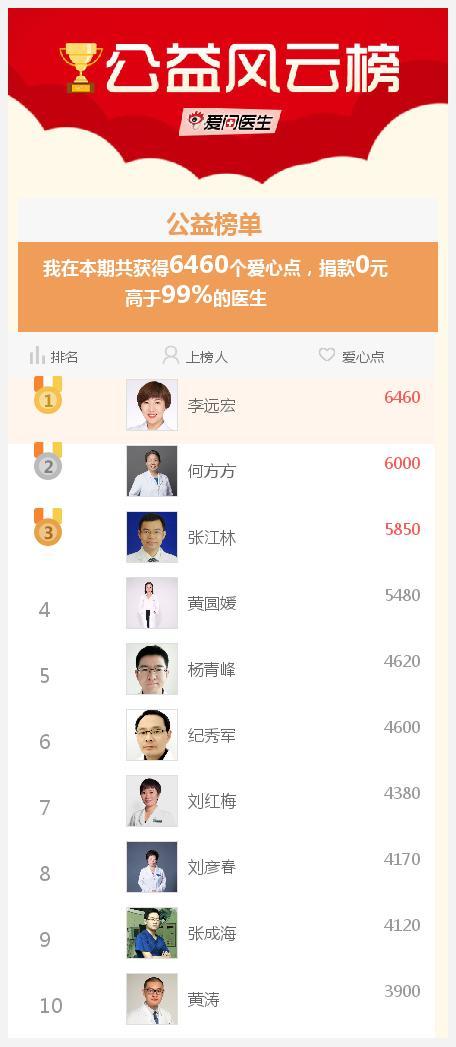 公益风云榜
爱问医生
公益榜单
我在本期共获得6460个爱心点，捐款0元
高于99%的医生
排名 上榜人 爱心点
1 李远宏 6460
2 何方方 6000
3 张江林 5850
4 黄圆媛 5480
5 杨青峰 4620
6 纪秀军 4600
7 刘红梅 4380
8 刘彦春 4170
9 张成海 4120
10 黄涛 3900